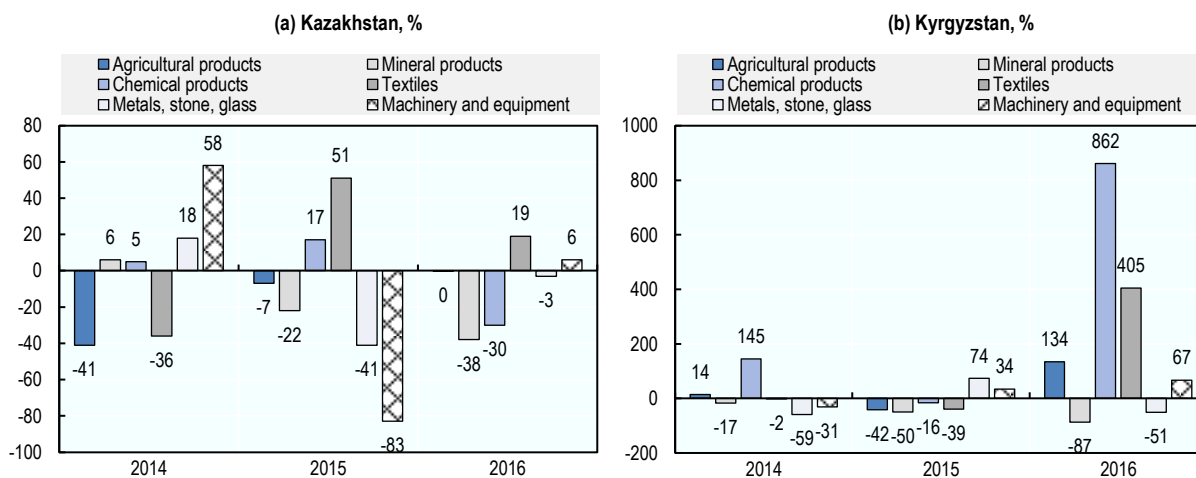 (a) Kazakhstan, %
Agricultural products Mineral products
Chemical products Textiles
Metals, stone, glass Machinery and equipment
80
60
40
20
0
-20
-40
-60
-80
-100
-41 6 5 -36 18 58
-7 -22 17 51 -41 -83
0 -38 -30 19 -3 6
2014 2015 2016
(b) Kyrgyzstan, %
Agricultural products Mineral products
Chemical products Textiles
Metals, stone, glass Machinery and equipment
1000
800
600
400
200
0
-200
14 -17 145 -2 -59 -31
-42 -50 -16 -39 74 34
134 -87 862 405 -51 67
2014 2015 2016